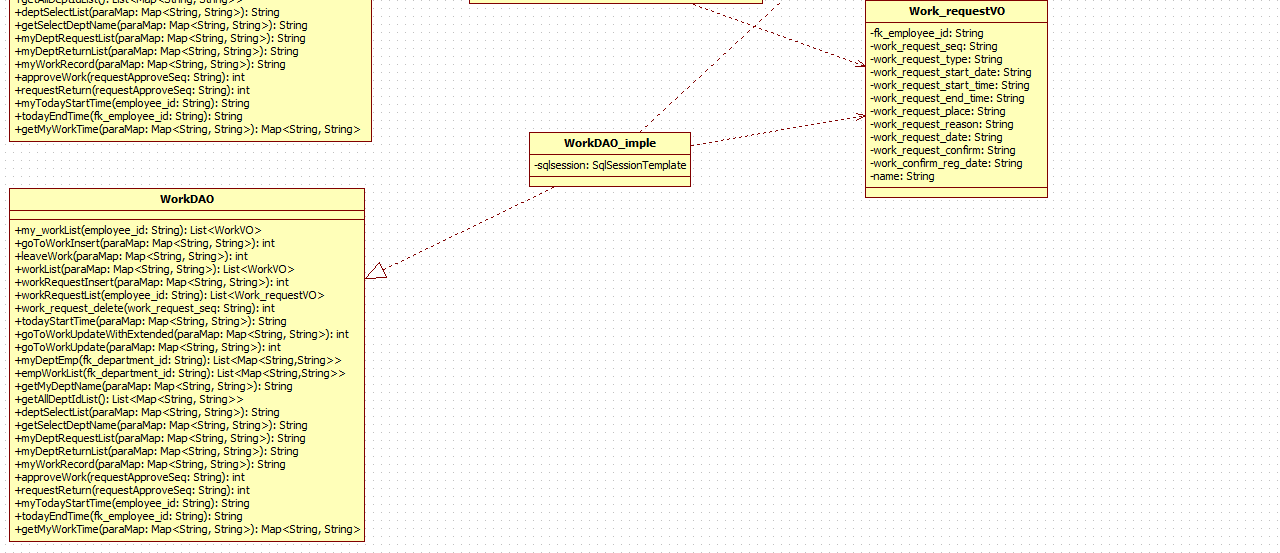 +getAllDeptIdList(): List<Map<String, String>>
+deptSelectList(paraMap: Map<String, String>): String
+getSelectDeptName(paraMap: Map<String, String>): String
+myDeptRequestList(paraMap: Map<String, String>): String
+myDeptReturnList(paraMap: Map<String, String>): String
+myWorkRecord(paraMap: Map<String, String>): String
+approveWork(requestApproveSeq: String): int
+requestReturn(requestApproveSeq: String): int
+myTodayStartTime(employee_id: String): String
+todayEndTime(fk_employee_id: String): String
+getMyWorkTime(paraMap: Map<String, String>): Map<String, String>
Work_requestVO
-fk_employee_id: String
-work_request_seq: String
-work_request_type: String
-work_request_start_date: String
-work_request_start_time: String
-work_request_end_time: String
-work_request_place: String
-work_request_reason: String
-work_request_date: String
-work_request_confirm: String
-work_confirm_reg_date: String
-name: String
WorkDAO_imple
-sqlsession: SqlSessionTemplate
WorkDAO
+my_workList(employee_id: String): List<WorkVO>
+goToWorkInsert(paraMap: Map<String, String>): int
+leaveWork(paraMap: Map<String, String>): int
+workList(paraMap: Map<String, String>): List<WorkVO>
+workRequestInsert(paraMap: Map<String, String>): int
+workRequestList(employee_id: String): List<Work_requestVO>
+work_request_delete(work_request_seq: String): int
+todayStartTime(paraMap: Map<String, String>): String
+goToWorkUpdateWithExtended(paraMap: Map<String, String>): int
+goToWorkUpdate(paraMap: Map<String, String>): int
+myDeptEmp(fk_department_id: String): List<Map<String,String>>
+empWorkList(fk_department_id: String): List<Map<String,String>>
+getMyDeptName(paraMap: Map<String, String>): String
+getAllDeptIdList(): List<Map<String, String>>
+deptSelectList(paraMap: Map<String, String>): String
+getSelectDeptName(paraMap: Map<String, String>): String
+myDeptRequestList(paraMap: Map<String, String>): String
+myDeptReturnList(paraMap: Map<String, String>): String
+myWorkRecord(paraMap: Map<String, String>): String
+approveWork(requestApproveSeq: String): int
+requestReturn(requestApproveSeq: String): int
+myTodayStartTime(employee_id: String): String
+todayEndTime(fk_employee_id: String): String
+getMyWorkTime(paraMap: Map<String, String>): Map<String, String>